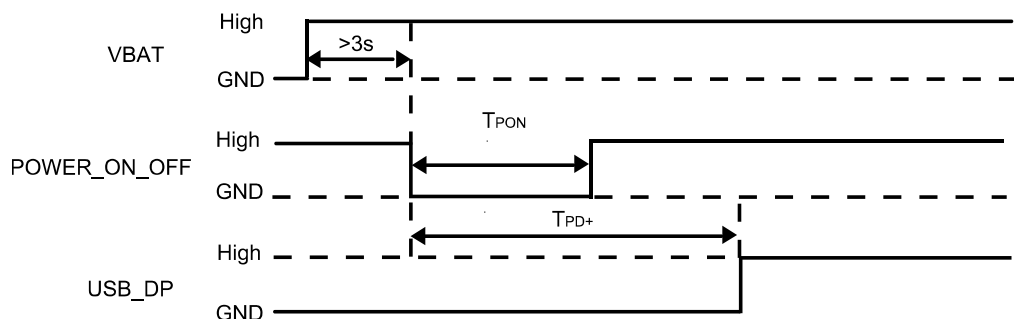 High
>3s
VBAT
GND
TPON
High
POWER_ON_OFF
GND
TPD+
High
USB_DP
GND